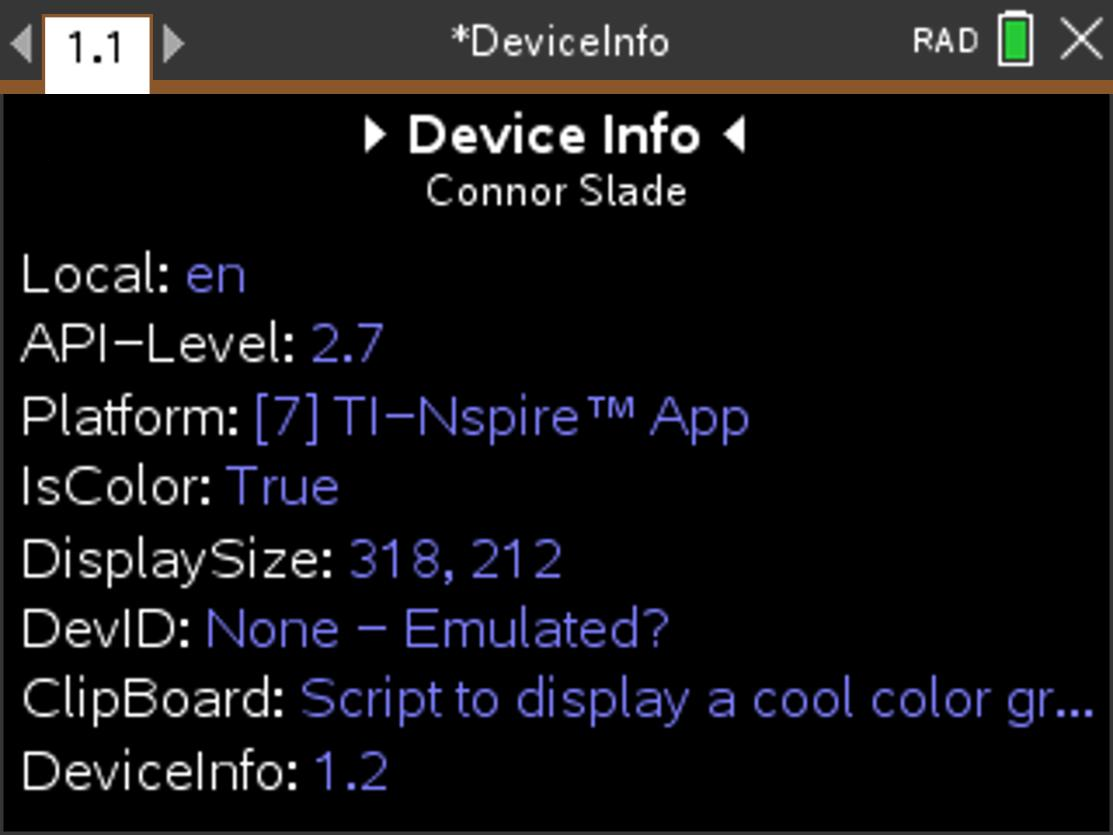 1.1 *DeviceInfo RAD
Device Info
Connor Slade
Local: en
API-Level: 2.7
Platform: [7] TI-Nspire™ App
IsColor: True
DisplaySize: 318, 212
DevID: None - Emulated?
ClipBoard: Script to display a cool color gr...
DeviceInfo: 1.2